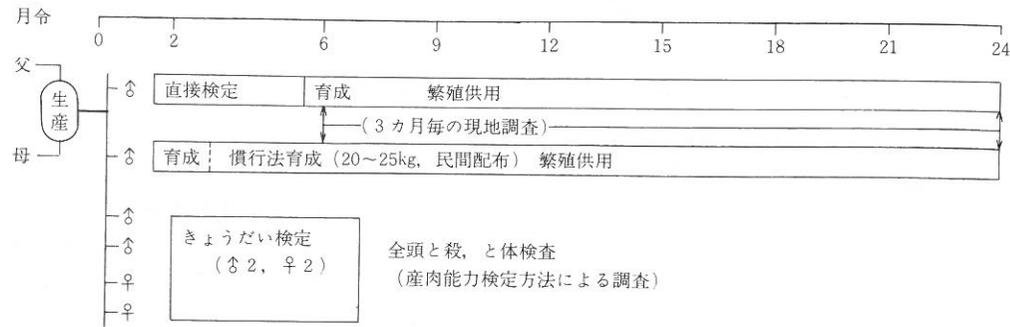 月令
0 2 6 9 12 15 18 21 24
父
生産
母
♂ 直接検定 育成 繁殖供用
(3カ月毎の現地調査)
♂ 育成 慣行法育成(20～25kg, 民間配布) 繁殖供用
♂
♂
♀
♀
きょうだい検定
(♂2, ♀2)
全頭と殺, と体検査
(産肉能力検定方法による調査)